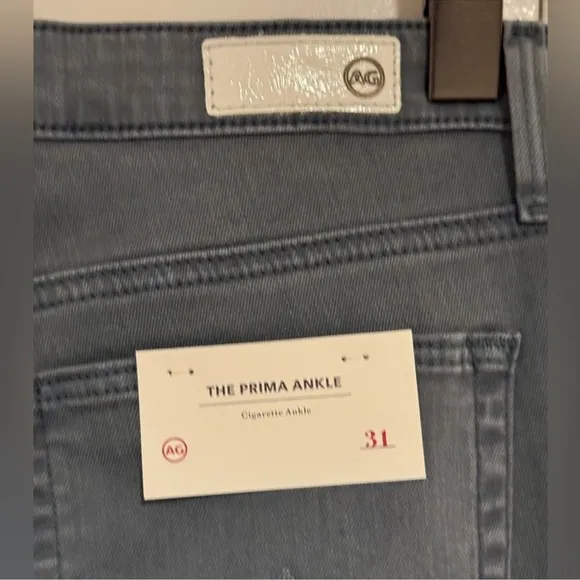 AG
THE PRIMA ANKLE
Cigarette Ankle
AG
31